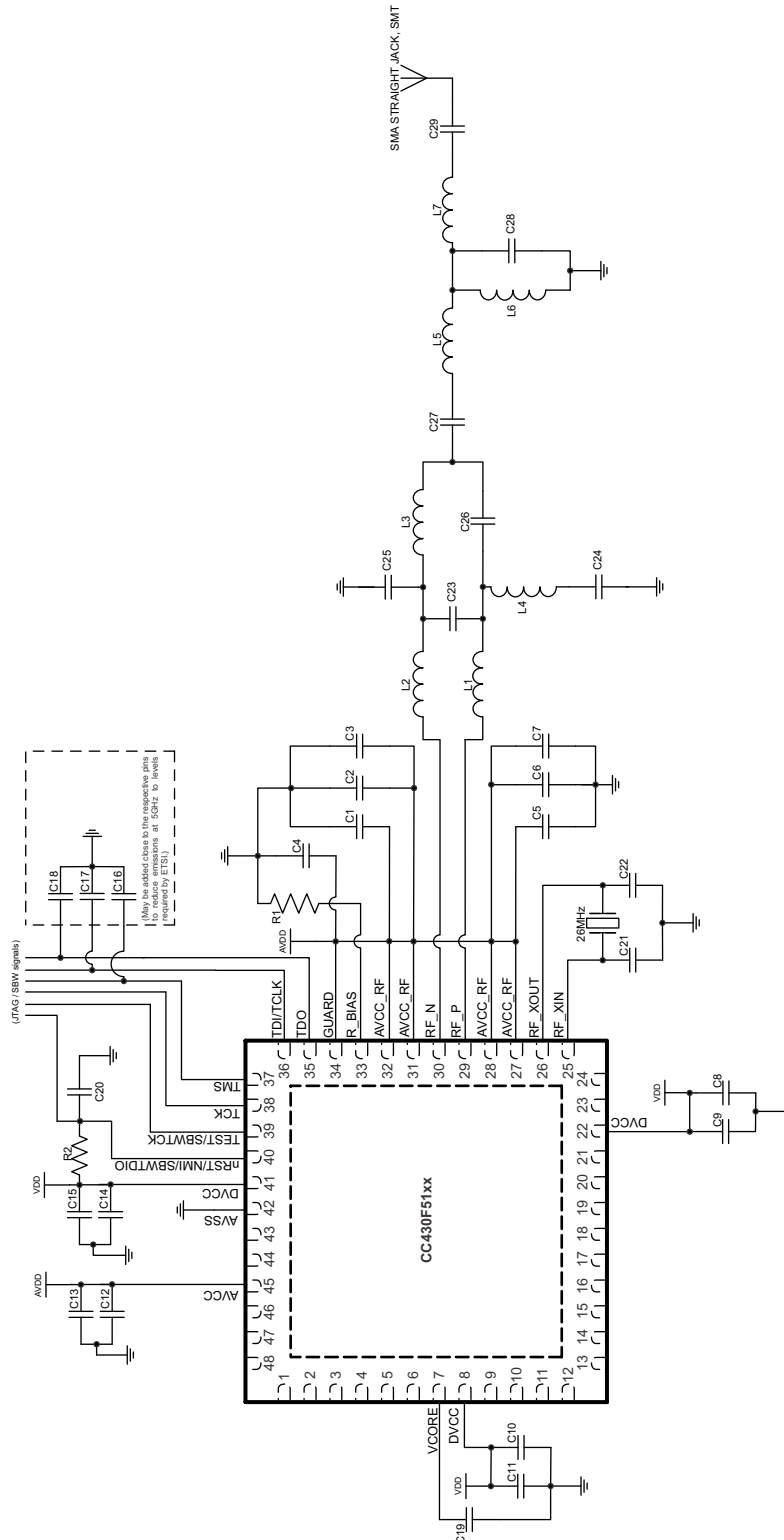 SMA STRAIGHT JACK, SMT
C29
L7
C28
L6
L5
C27
L3
C26
C25
C23
L4
C24
L2
L1
C3
C2
C1
C4
R1
AVDD
C7
C6
C5
C22
26MHz
C21
C18
C17
C16
(May be added close to the respective pins
to reduce emissions at 5GHz to levels
required by ETSI.)
(JTAG / SBW signals)
TDI/TCLK
TDO
GUARD
R_BIAS
AVCC_RF
AVCC_RF
RF_N
RF_P
AVCC_RF
AVCC_RF
RF_XOUT
RF_XIN
36
35
34
33
32
31
30
29
28
27
26
25
C20
R2
VDD
C15
C14
AVDD
C13
C12
TMS
TCK
TEST/SBWTCK
nRST/NMI/SBWTDIO
DVCC
AVSS
AVCC
37
38
39
40
41
42
43
44
45
46
47
48
CC430F51xx
24
23
22
21
20
19
18
17
16
15
14
13
DVCC
VDD
C8
C9
1
2
3
4
5
6
7
8
9
10
11
12
VCORE
DVCC
VDD
C10
C11
C19